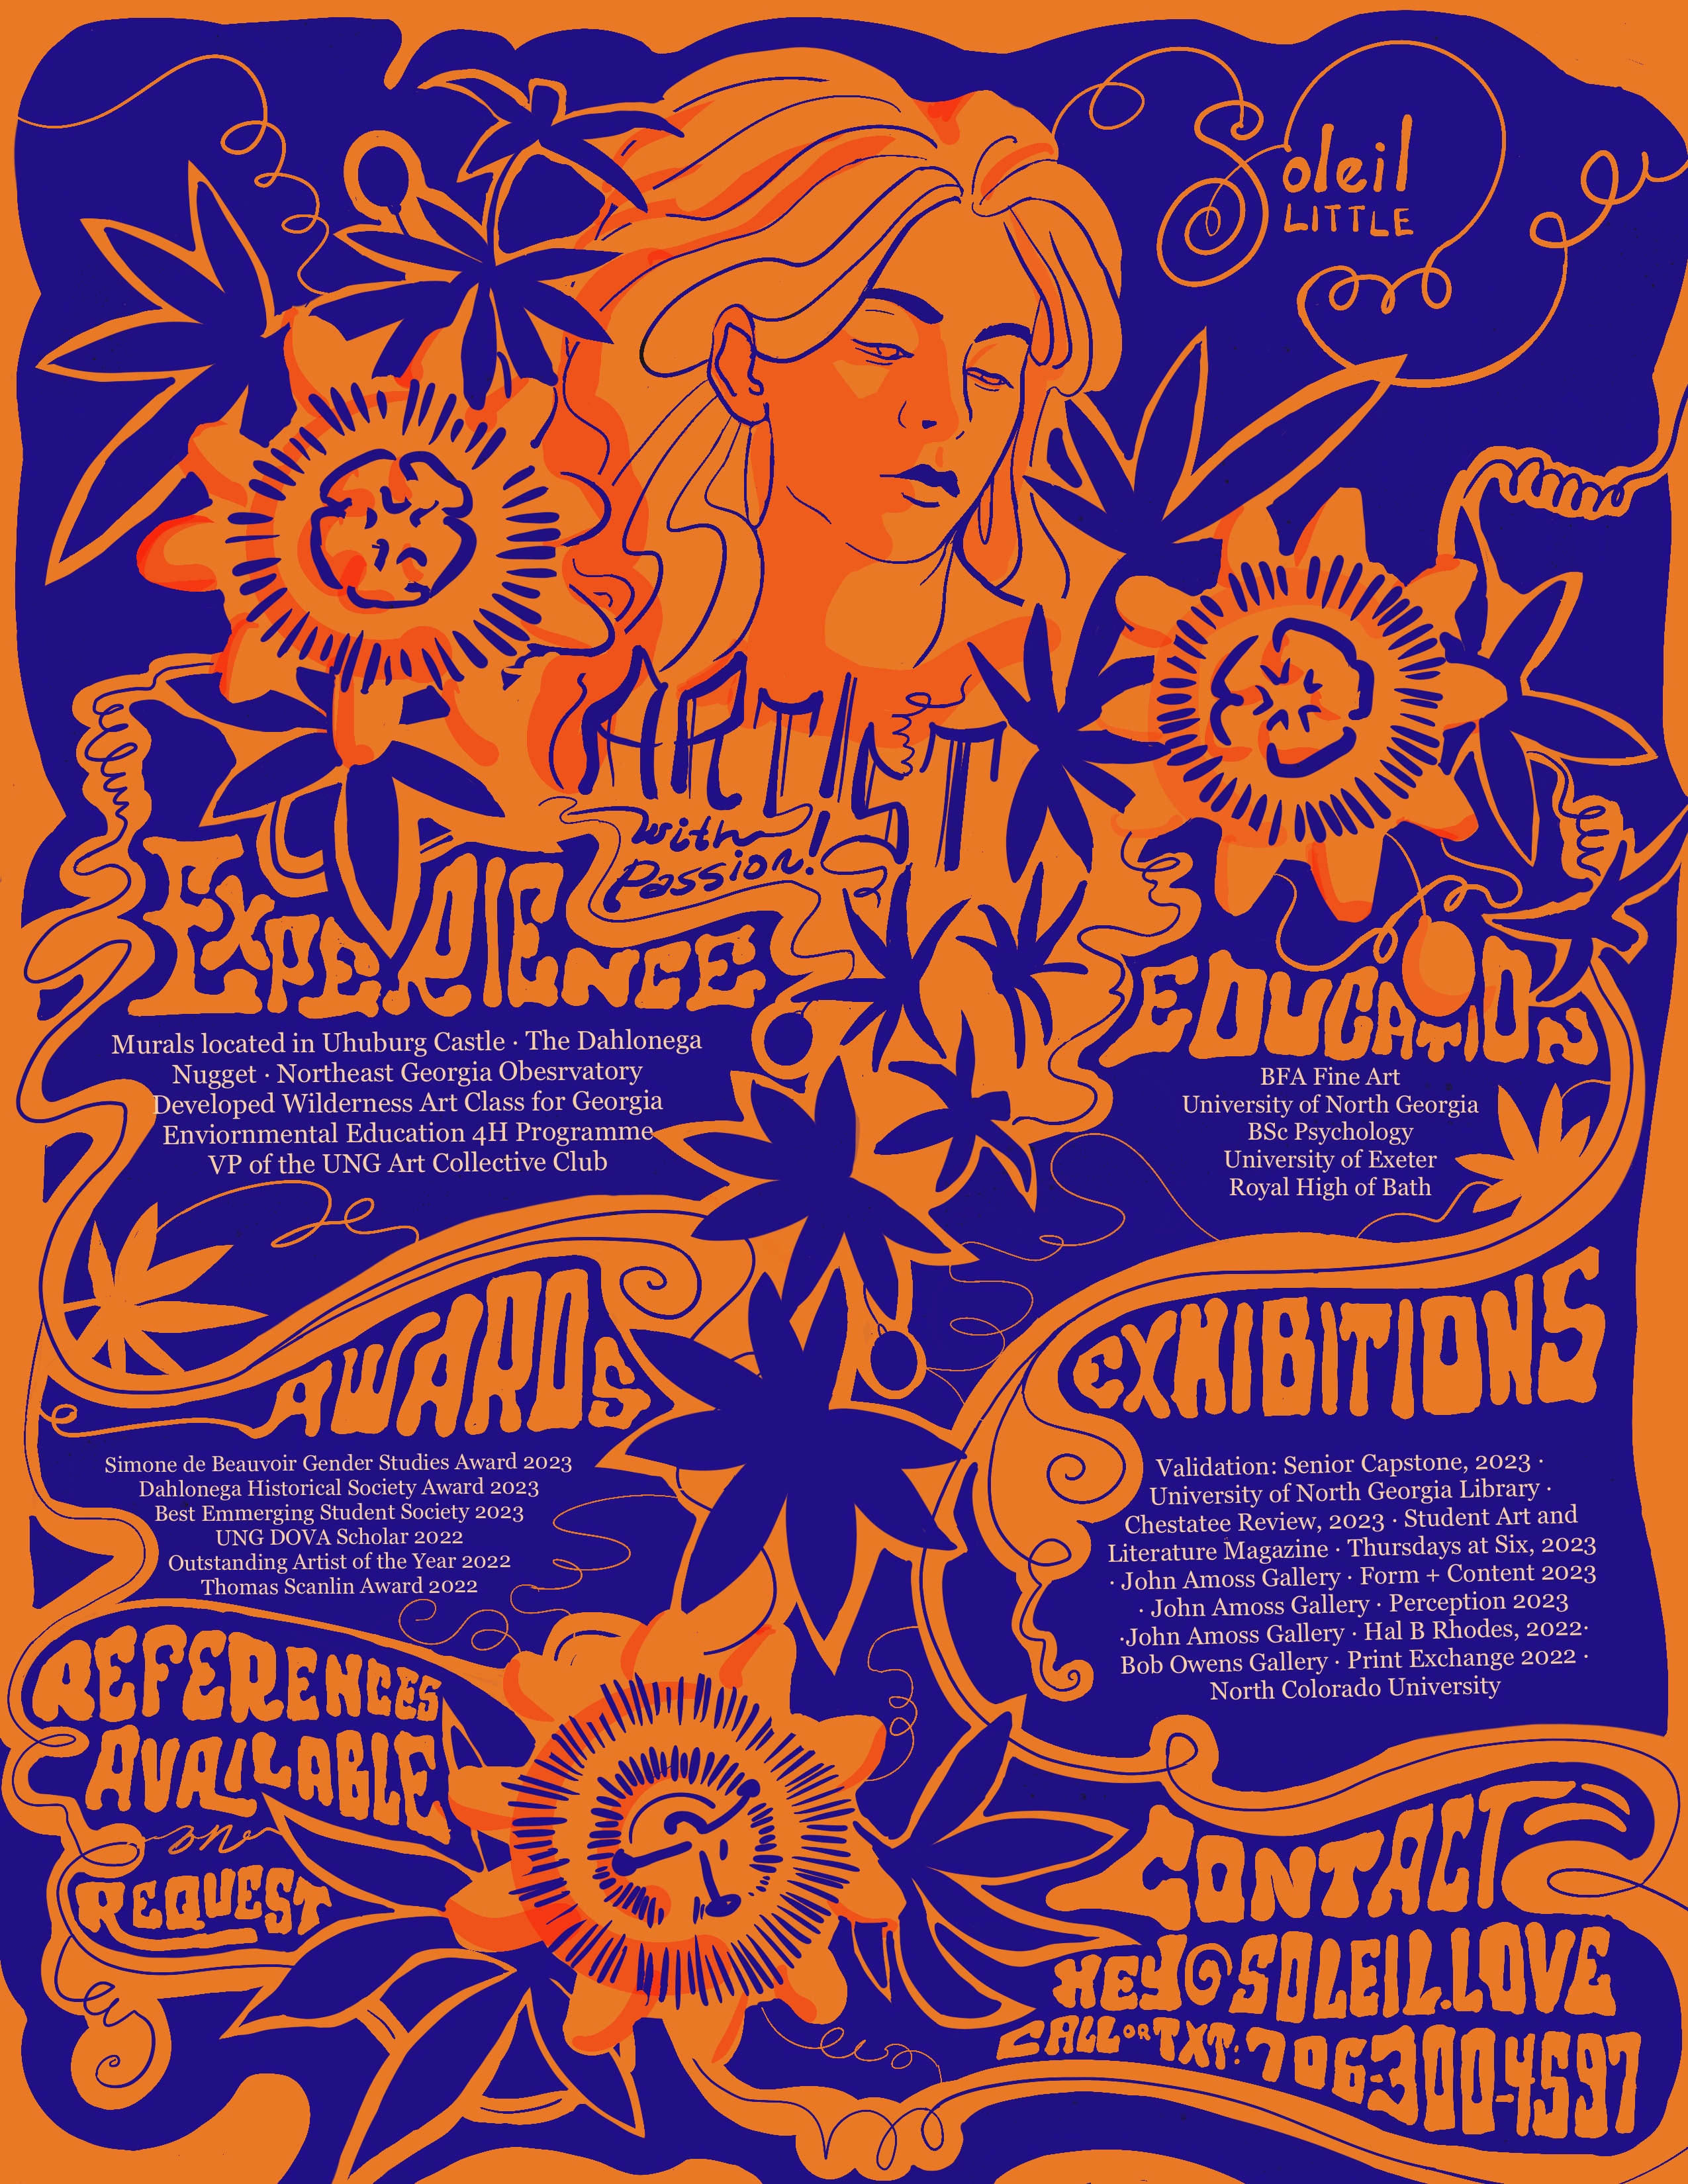 Soleil
LITTLE
ARTIST
with
Passion!
EXPERIENCE
Murals located in Uhuburg Castle · The Dahlonega
Nugget · Northeast Georgia Obesrvatory
Developed Wilderness Art Class for Georgia
Enviornmental Education 4H Programme
VP of the UNG Art Collective Club
EDUCATION
BFA Fine Art
University of North Georgia
BSc Psychology
University of Exeter
Royal High of Bath
AWARDS
Simone de Beauvoir Gender Studies Award 2023
Dahlonega Historical Society Award 2023
Best Emmerging Student Society 2023
UNG DOVA Scholar 2022
Outstanding Artist of the Year 2022
Thomas Scanlin Award 2022
EXHIBITIONS
Validation: Senior Capstone, 2023 ·
University of North Georgia Library ·
Chestatee Review, 2023 · Student Art and
Literature Magazine · Thursdays at Six, 2023
· John Amoss Gallery · Form + Content 2023
· John Amoss Gallery · Perception 2023
·John Amoss Gallery · Hal B Rhodes, 2022·
Bob Owens Gallery · Print Exchange 2022 ·
North Colorado University
REFERENCES
AVAILABLE
on
REQUEST
CONTACT
HEY@SOLEIL.LOVE
CALL OR TXT: 706-300-4597